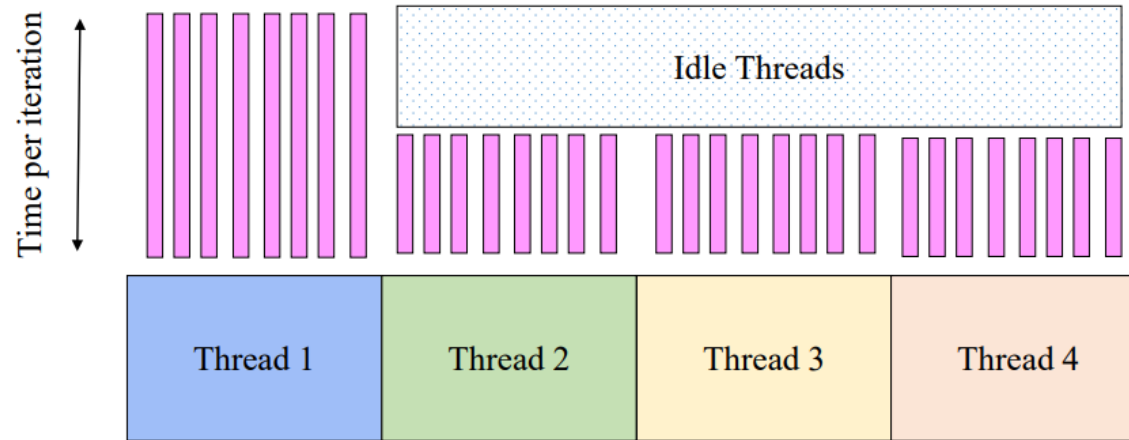 Time per iteration
Idle Threads
Thread 1
Thread 2
Thread 3
Thread 4